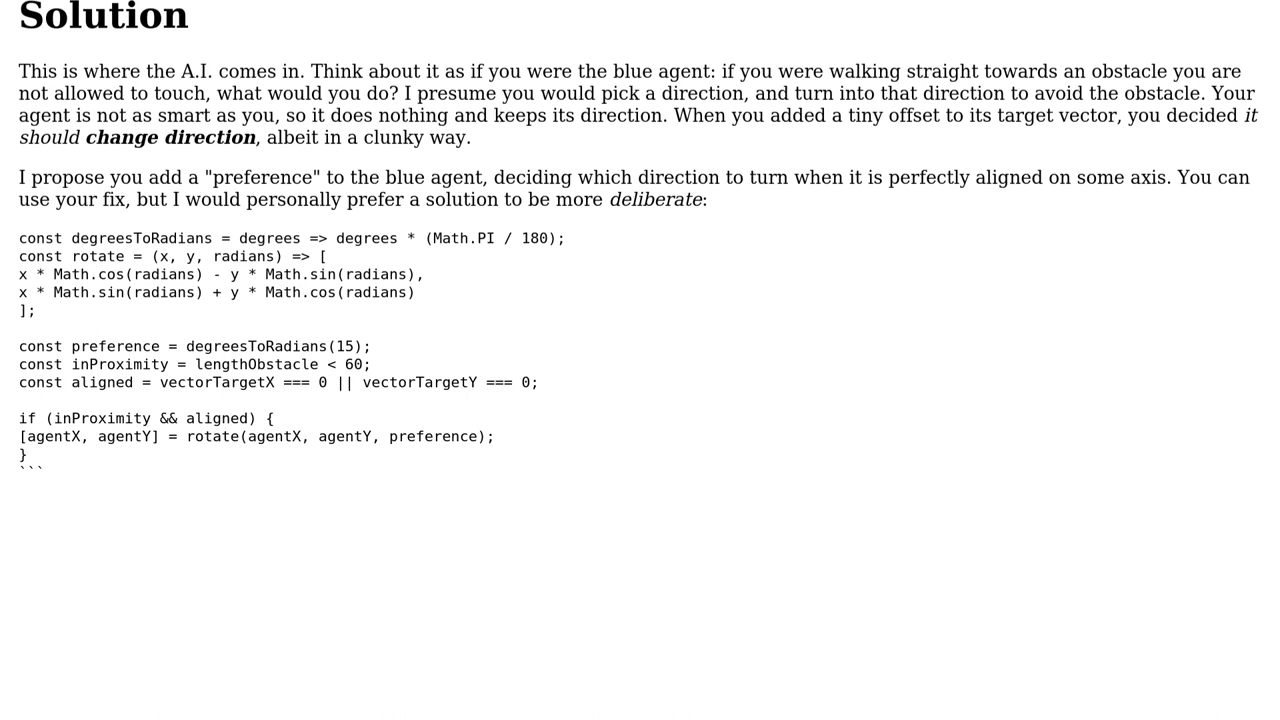 Solution
This is where the A.I. comes in. Think about it as if you were the blue agent: if you were walking straight towards an obstacle you are
not allowed to touch, what would you do? I presume you would pick a direction, and turn into that direction to avoid the obstacle. Your
agent is not as smart as you, so it does nothing and keeps its direction. When you added a tiny offset to its target vector, you decided it
should change direction, albeit in a clunky way.
I propose you add a "preference" to the blue agent, deciding which direction to turn when it is perfectly aligned on some axis. You can
use your fix, but I would personally prefer a solution to be more deliberate:
const degreesToRadians = degrees => degrees * (Math.PI / 180);
const rotate = (x, y, radians) => [
x * Math.cos(radians) - y * Math.sin(radians),
x * Math.sin(radians) + y * Math.cos(radians)
];
const preference = degreesToRadians(15);
const inProximity = lengthObstacle < 60;
const aligned = vectorTargetX === 0 || vectorTargetY === 0;
if (inProximity && aligned) {
[agentX, agentY] = rotate(agentX, agentY, preference);
}
```